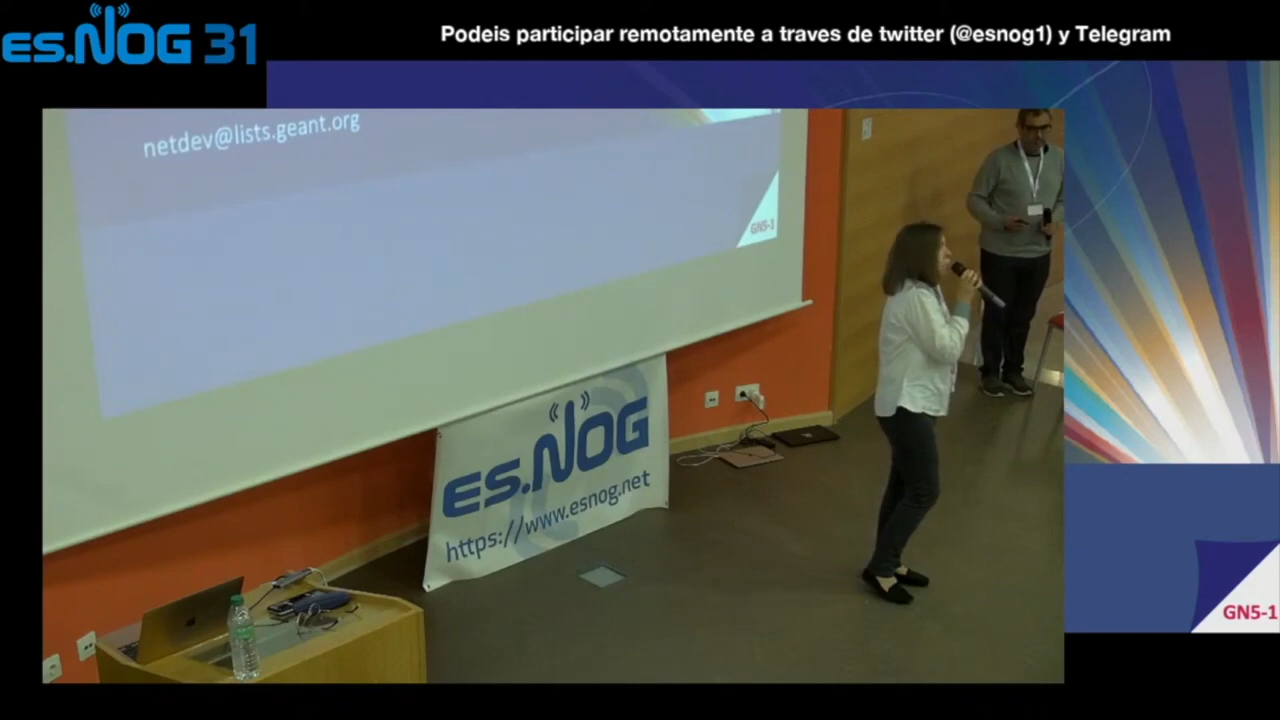 es.NOG 31
Podeis participar remotamente a traves de twitter (@esnog1) y Telegram
netdev@lists.geant.org
GN5-1
es.NOG
https://www.esnog.net
GN5-1